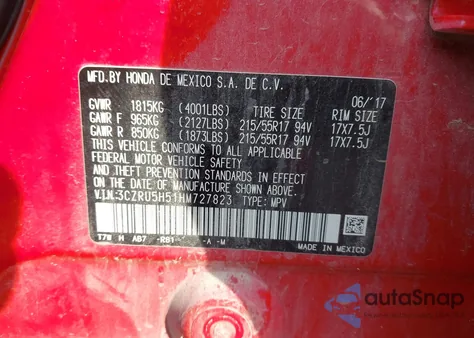 MFD.BY HONDA DE MEXICO S.A. DE C.V.
06/'17
GVWR 1815KG (4001LBS) TIRE SIZE RIM SIZE
GAWR F 965KG (2127LBS) 215/55R17 94V 17X7.5J
GAWR R 850KG (1873LBS) 215/55R17 94V 17X7.5J
THIS VEHICLE CONFORMS TO ALL APPLICABLE
FEDERAL MOTOR VEHICLE SAFETY
AND THEFT PREVENTION STANDARDS IN EFFECT
ON THE DATE OF MANUFACTURE SHOWN ABOVE.
V.I.N:3CZRU5H51HM727823 TYPE: MPV
T7W H AB7 -R81- -A -M
MADE IN MEXICO
autoSnap